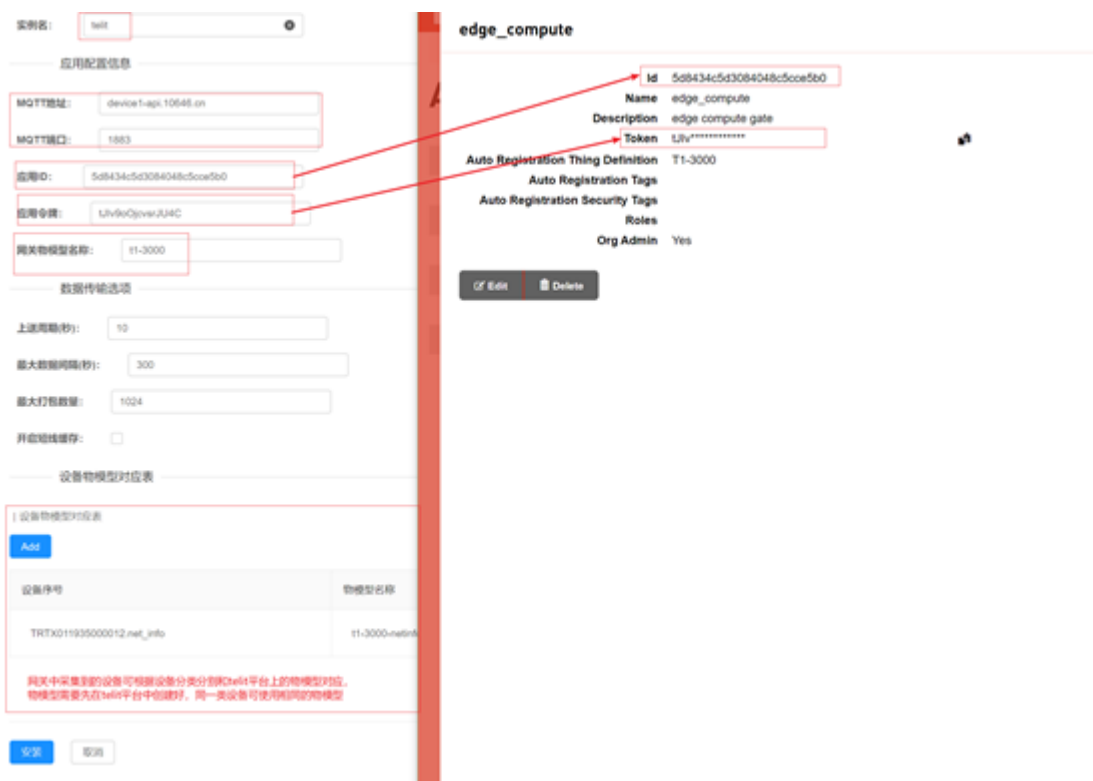 实例名: telit
应用配置信息
MQTT地址: device1-api.10646.cn
MQTT端口: 1883
应用ID: 5d8434c5d3084048c5cce5b0
应用令牌: tJIv9oOjcverJU4C
网关物模型名称: t1-3000
数据传输选项
上送周期(秒): 10
最大数据间隔(秒): 300
最大打包数量: 1024
开启短线缓存:
设备物模型对应表
| 设备物模型对应表
Add
设备序号 物模型名称
TRTX011935000012.net_info t1-3000-netinfo
网关中采集到的设备可根据设备分类分别和telit平台上的物模型对应,
物模型需要先在telit平台中创建好, 同一类设备可使用相同的物模型
安装 取消
edge_compute
Id 5d8434c5d3084048c5cce5b0
Name edge_compute
Description edge compute gate
Token tJIv************
Auto Registration Thing Definition T1-3000
Auto Registration Tags
Auto Registration Security Tags
Roles
Org Admin Yes
Edit Delete